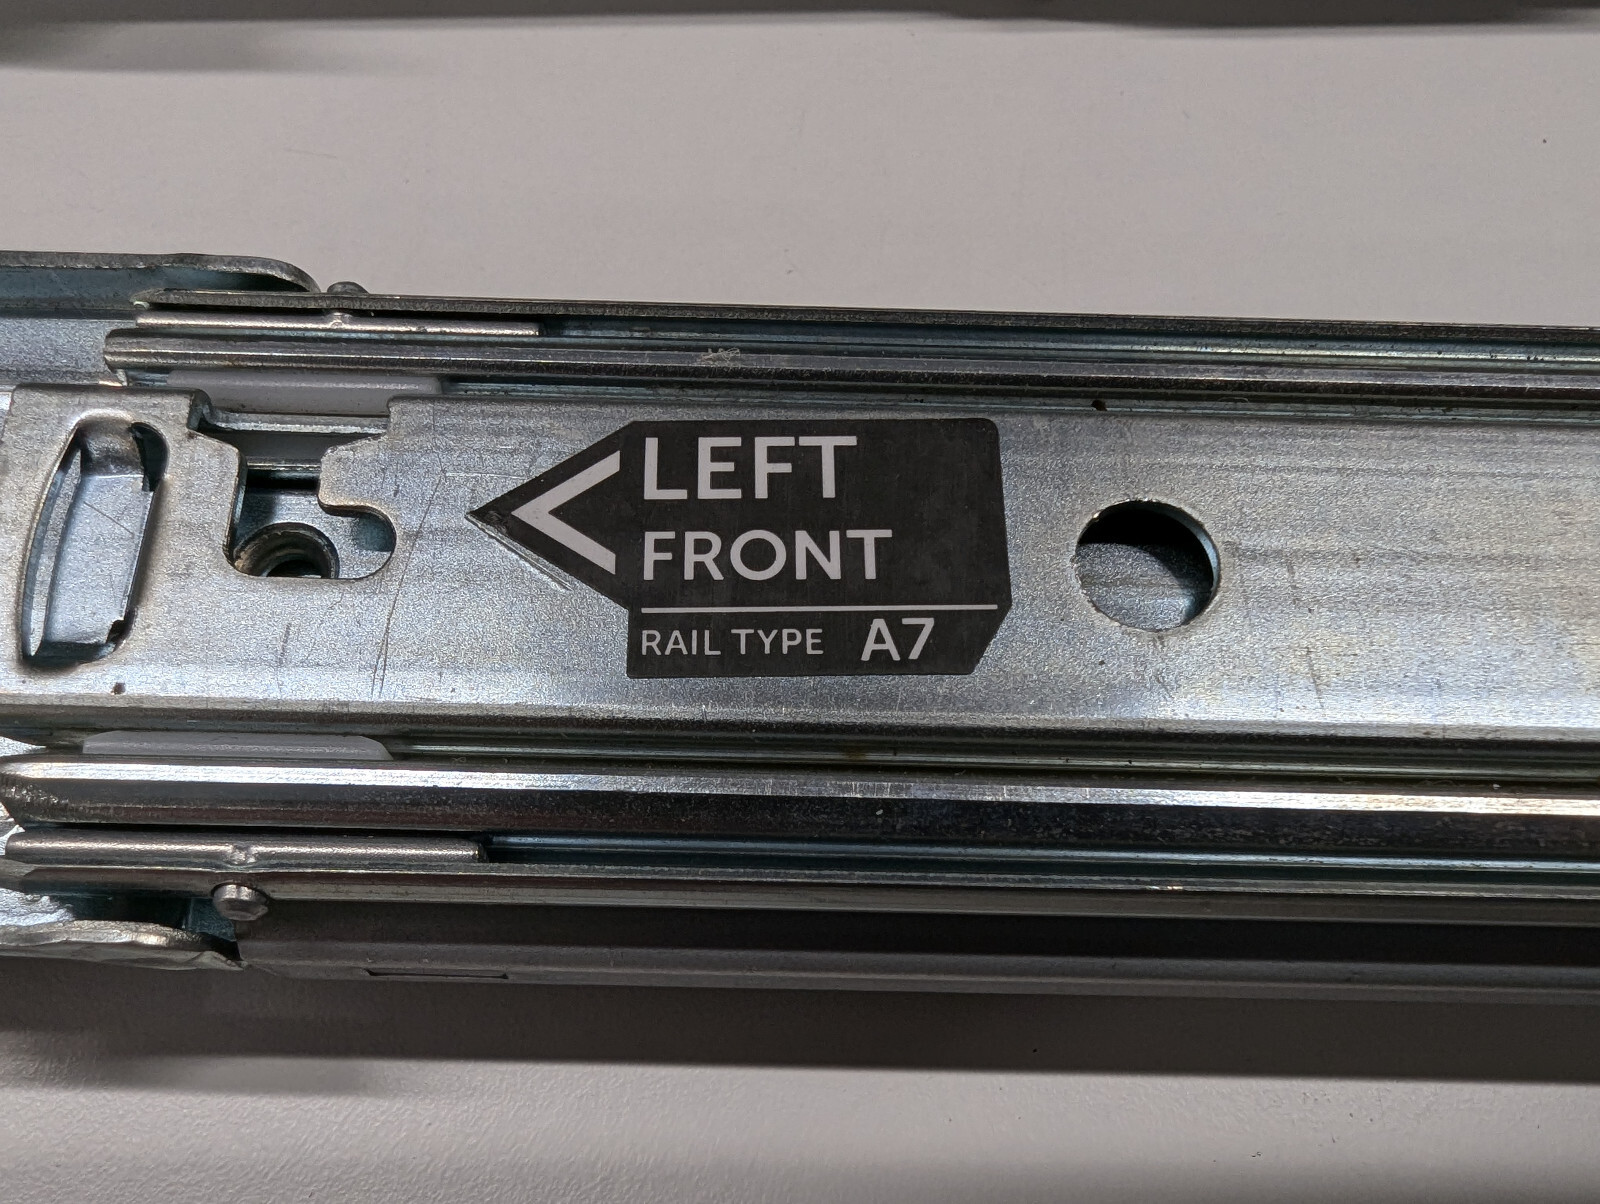 LEFT
FRONT
RAIL TYPE A7